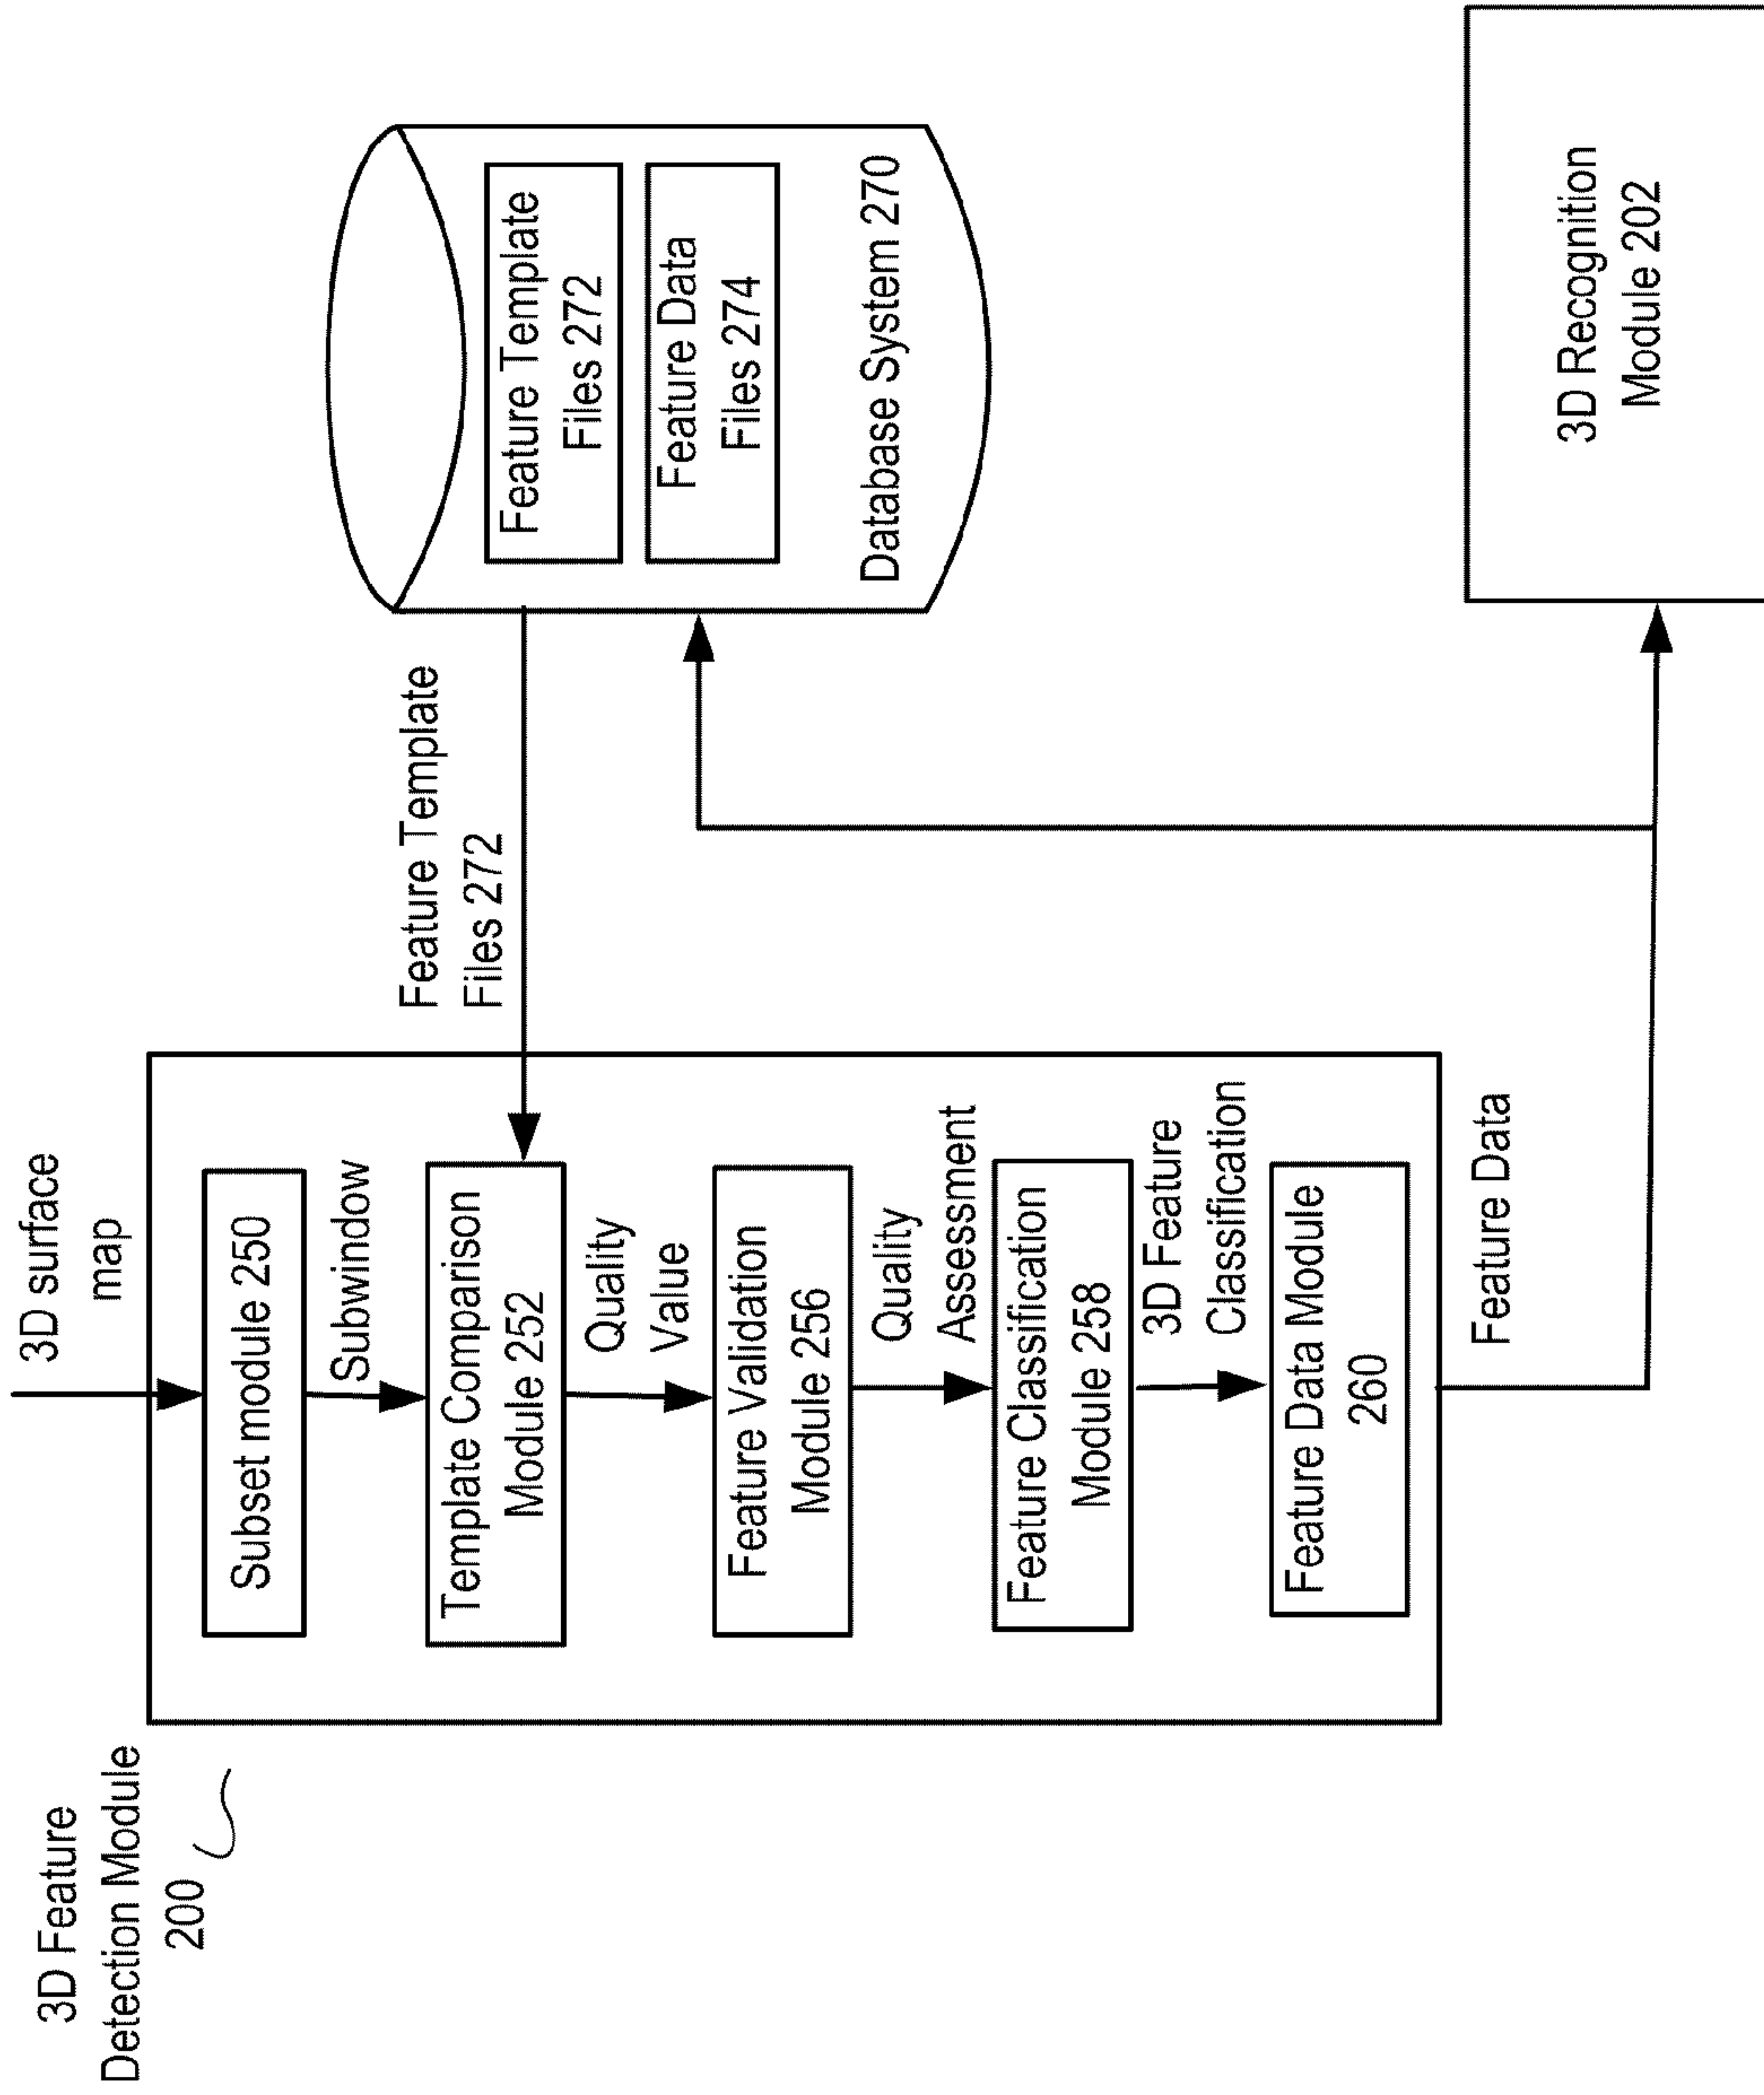 3D Feature
Detection Module
200
3D surface
map
Subset module 250
Subwindow
Template Comparison
Module 252
Quality
Value
Feature Validation
Module 256
Quality
Assessment
Feature Classification
Module 258
3D Feature
Classification
Feature Data Module
260
Feature Data
Feature Template
Files 272
Feature Template
Files 272
Feature Data
Files 274
Database System 270
3D Recognition
Module 202